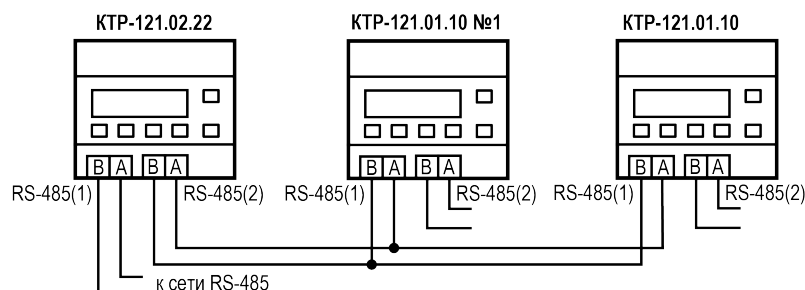 КТР-121.02.22 КТР-121.01.10 №1 КТР-121.01.10
B A B A B A B A B A B A
RS-485(1) RS-485(2) RS-485(1) RS-485(2) RS-485(1) RS-485(2)
к сети RS-485